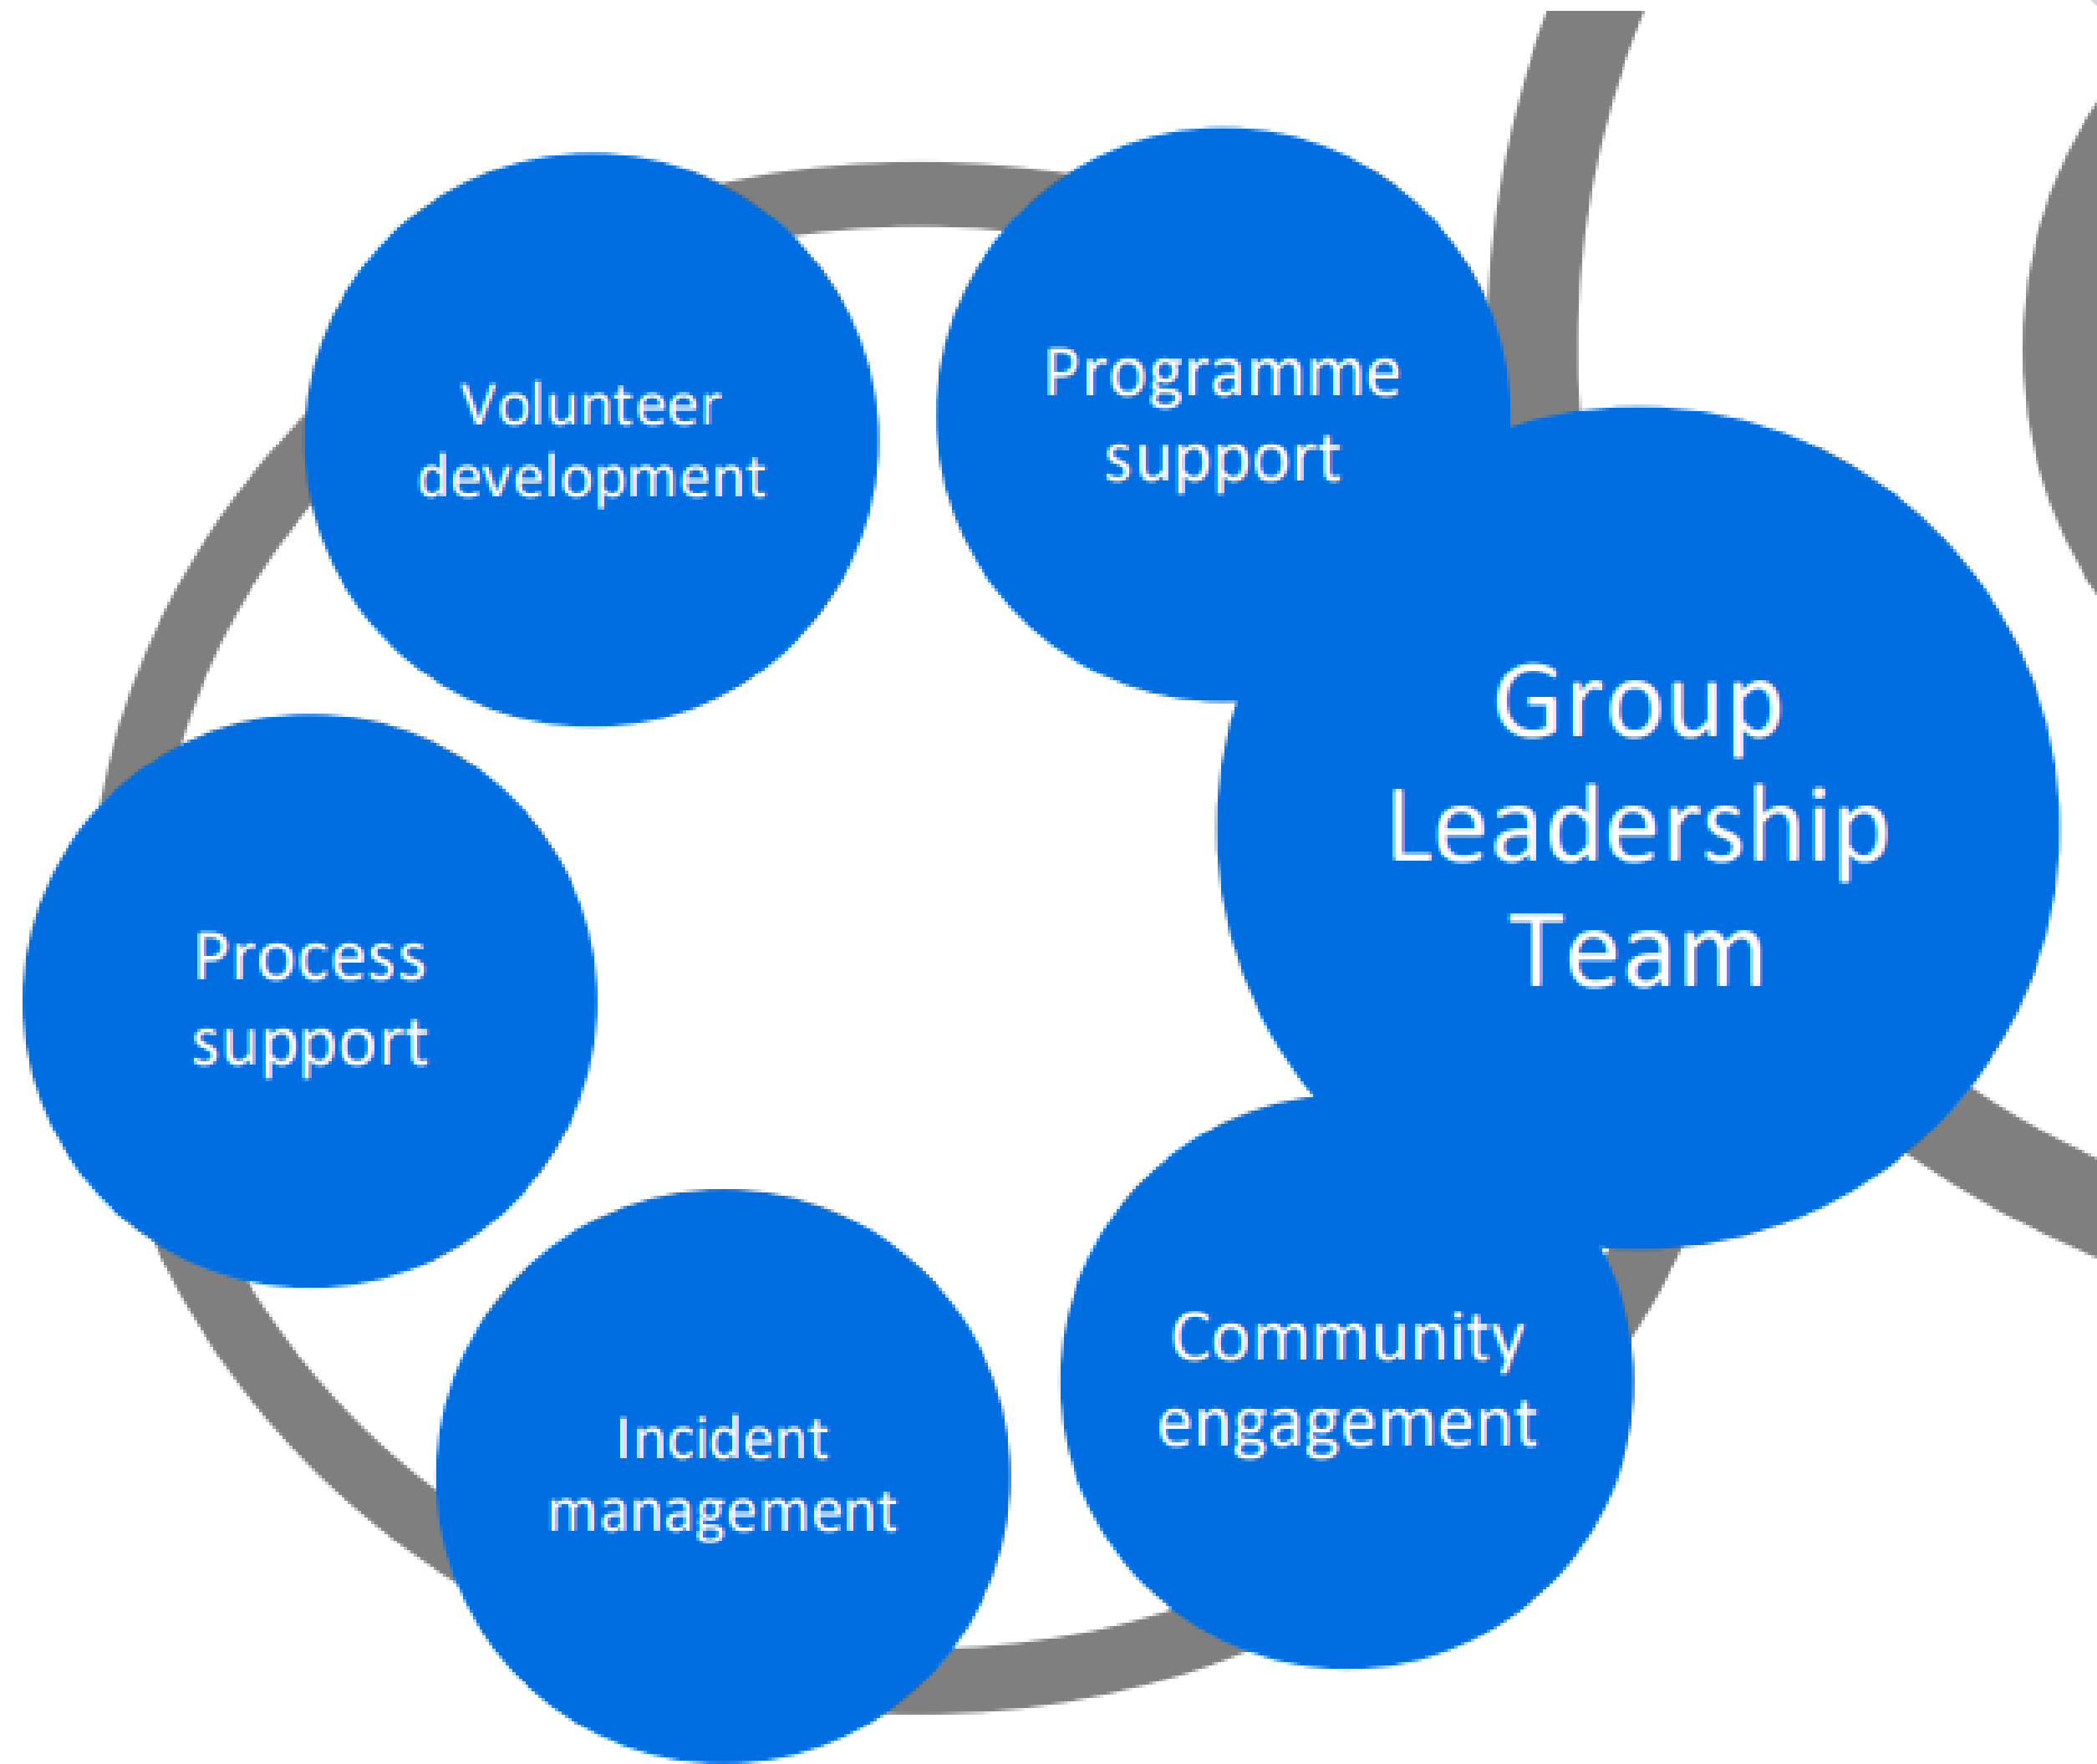 Programme
support
Volunteer
development
Group
Leadership
Team
Process
support
Community
engagement
Incident
management